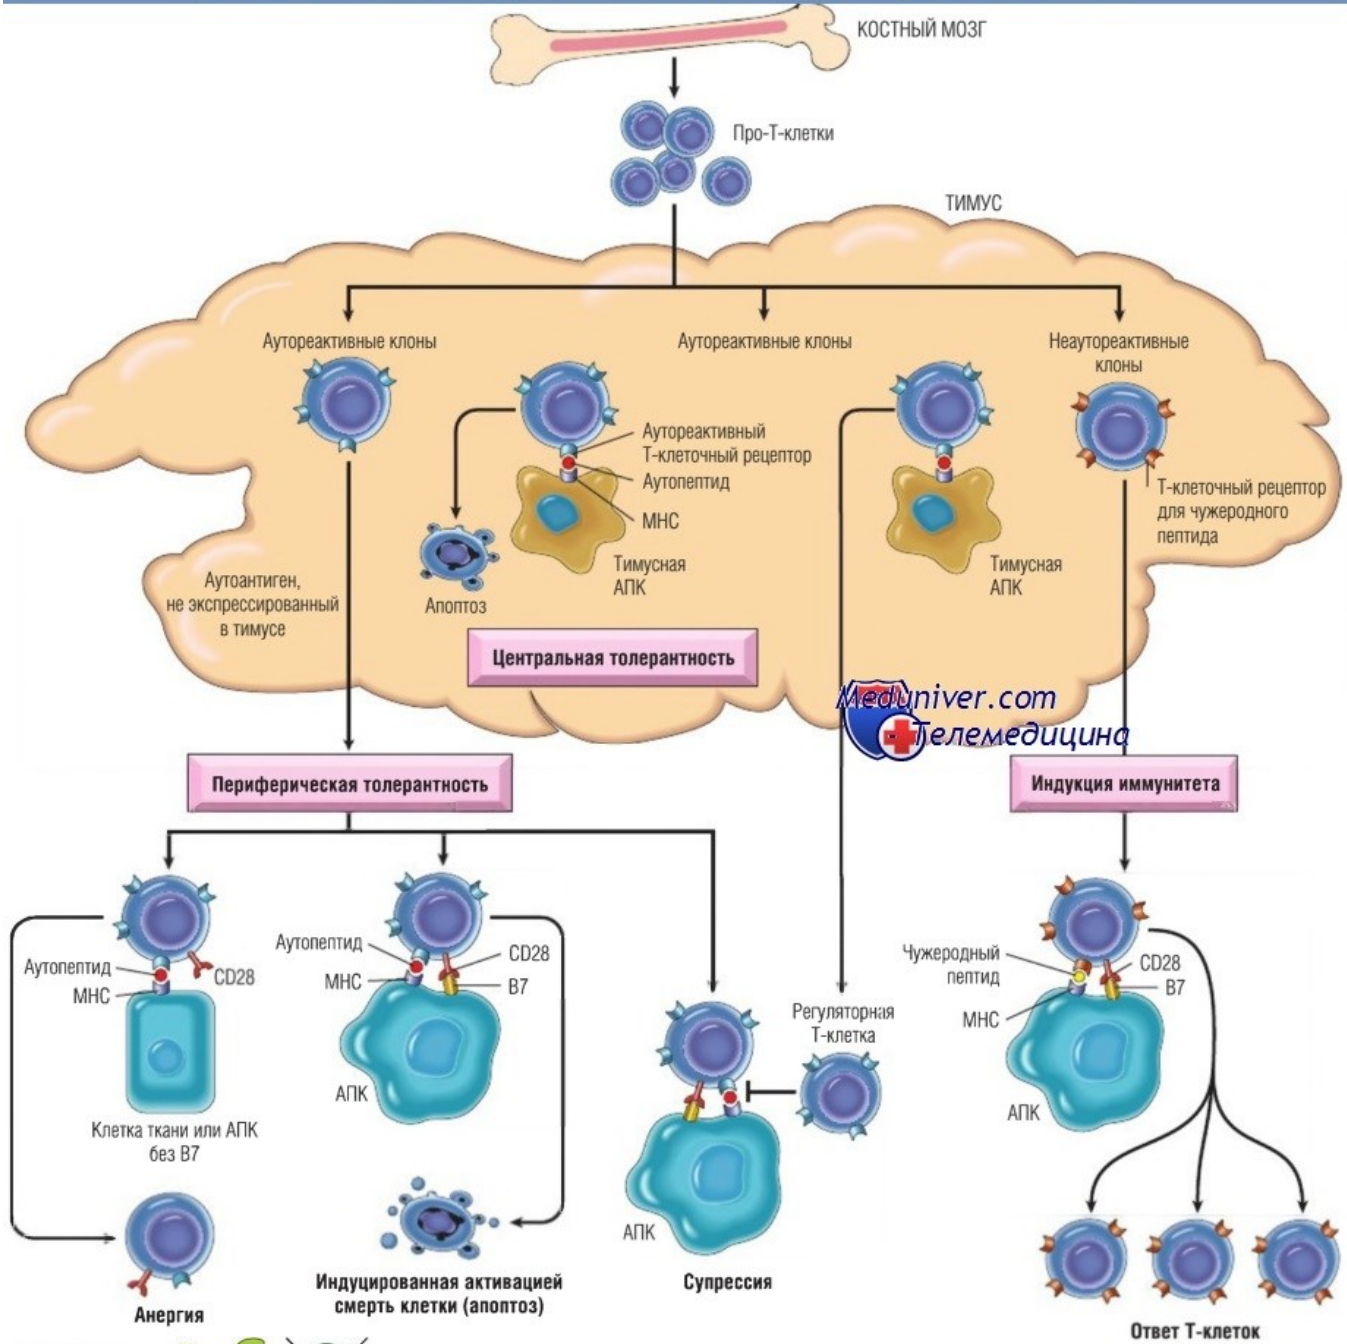 КОСТНЫЙ МОЗГ
Про-Т-клетки
ТИМУС
Аутореактивные клоны
Аутореактивные клоны
Неаутореактивные
клоны
Аутореактивный
Т-клеточный рецептор
Аутопептид
МНС
Тимусная
АПК
Апоптоз
Тимусная
АПК
Т-клеточный рецептор
для чужеродного
пептида
Аутоантиген,
не экспрессированный
в тимусе
Центральная толерантность
Meduniver.com
Телемедицина
Периферическая толерантность
Индукция иммунитета
Аутопептид
МНС
CD28
Клетка ткани или АПК
без В7
Анергия
Аутопептид
МНС
CD28
В7
АПК
Индуцированная активацией
смерть клетки (апоптоз)
Регуляторная
Т-клетка
АПК
Супрессия
Чужеродный
пептид
МНС
CD28
В7
АПК
Ответ Т-клеток